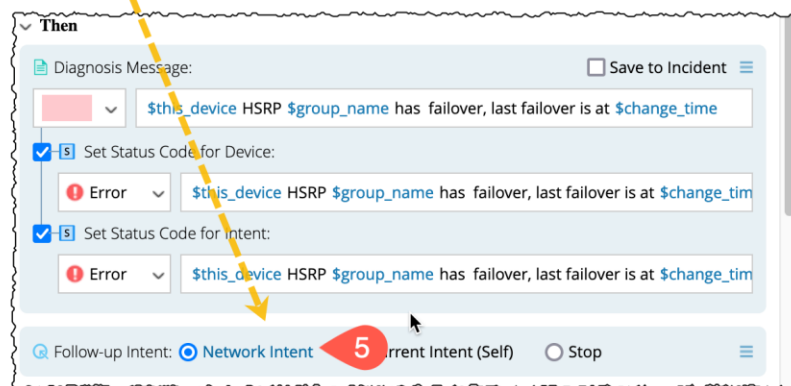 Then
Diagnosis Message:
Save to Incident
$this_device HSRP $group_name has failover, last failover is at $change_time
S Set Status Code for Device:
Error
$this_device HSRP $group_name has failover, last failover is at $change_tim
S Set Status Code for Intent:
Error
$this_device HSRP $group_name has failover, last failover is at $change_tim
Follow-up Intent: Network Intent 5 rrent Intent (Self) Stop